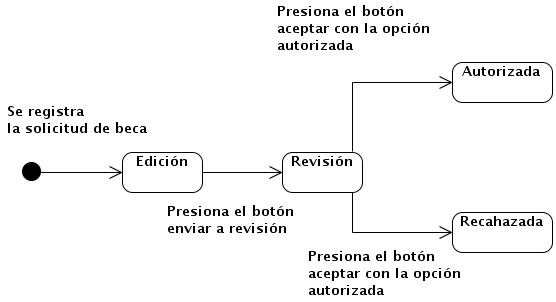 Presiona el botón
aceptar con la opción
autorizada
Autorizada
Se registra
la solicitud de beca
Edición
Revisión
Presiona el botón
enviar a revisión
Recahazada
Presiona el botón
aceptar con la opción
autorizada